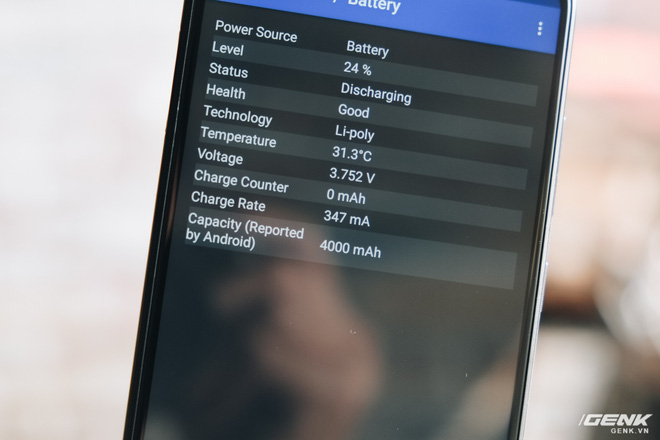 Battery
Power Source Battery
Level 24 %
Status Discharging
Health Good
Technology Li-poly
Temperature 31.3°C
Voltage 3.752 V
Charge Counter 0 mAh
Charge Rate 347 mA
Capacity (Reported
by Android) 4000 mAh
GENK
GENK.VN